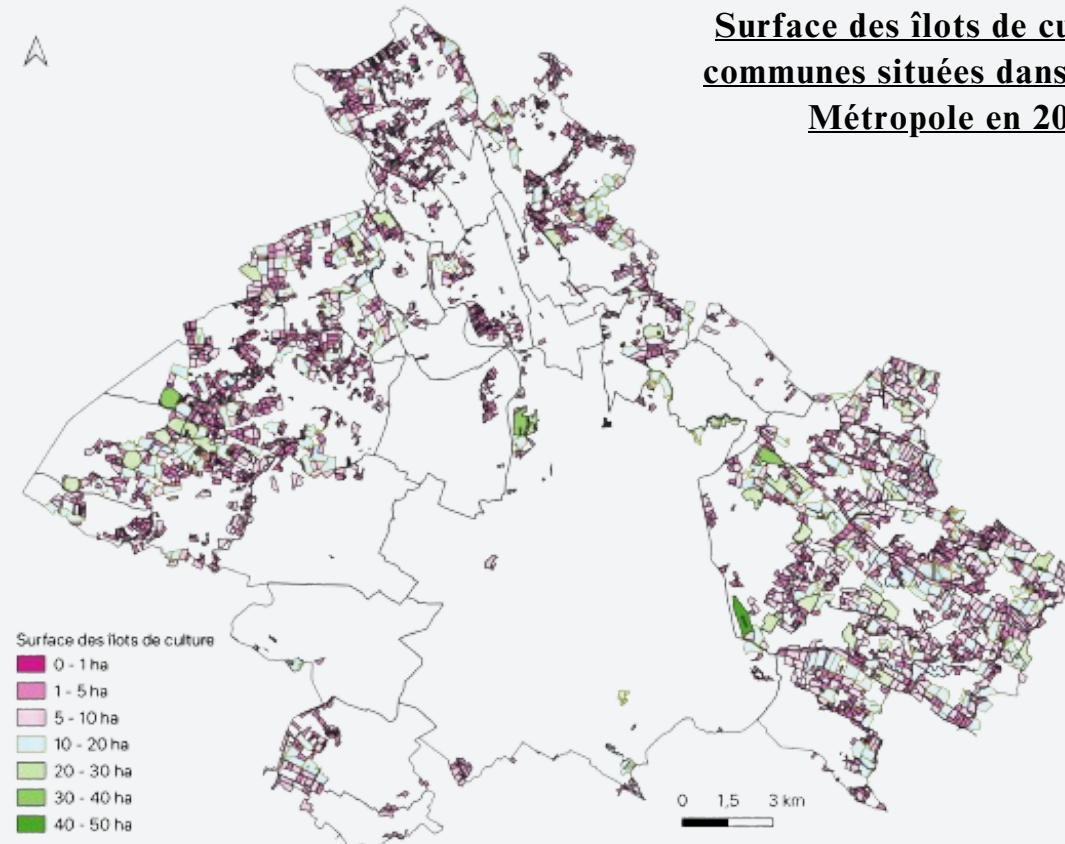 Surface des îlots de
communes situées dans
Métropole en
Surface des îlots de culture
0 - 1 ha
1 - 5 ha
5 - 10 ha
10 - 20 ha
20 - 30 ha
30 - 40 ha
40 - 50 ha
0 1,5 3 km